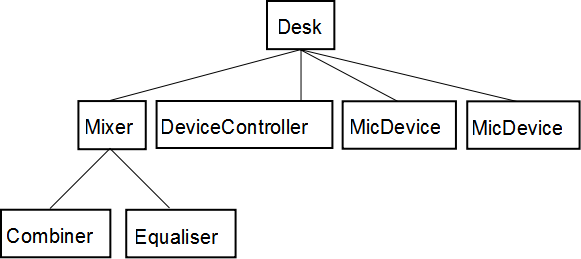 Desk
Mixer
DeviceController
MicDevice
MicDevice
Combiner
Equaliser